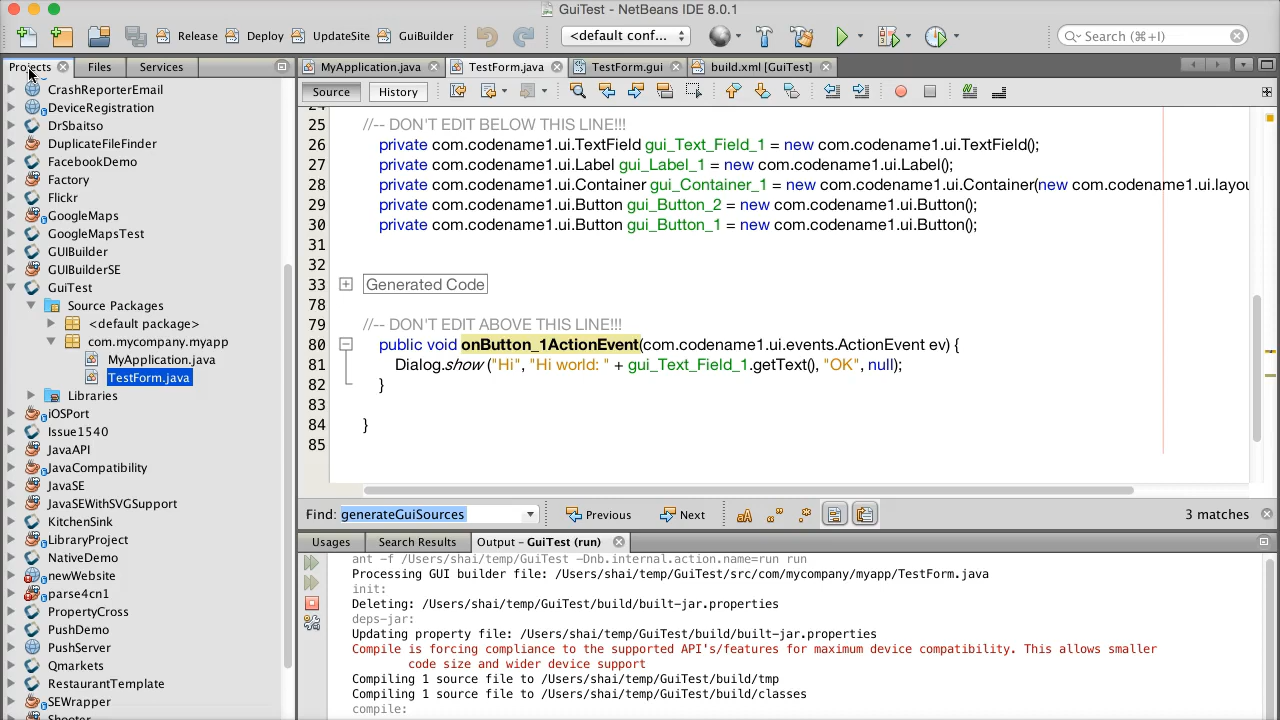 GuiTest - NetBeans IDE 8.0.1
Release Deploy UpdateSite GuiBuilder <default conf... Search (⌘+I)
Projects Files Services
MyApplication.java TestForm.java TestForm.gui build.xml [GuiTest]
Source History
CrashReporterEmail
DeviceRegistration
DrSbaitso
DuplicateFileFinder
FacebookDemo
Factory
Flickr
GoogleMaps
GoogleMapsTest
GUIBuilder
GUIBuilderSE
GuiTest
Source Packages
<default package>
com.mycompany.myapp
MyApplication.java
TestForm.java
Libraries
iOSPort
Issue1540
JavaAPI
JavaCompatibility
JavaSE
JavaSEWithSVGSupport
KitchenSink
LibraryProject
NativeDemo
newWebsite
parse4cn1
PropertyCross
PushDemo
PushServer
Qmarkets
RestaurantTemplate
SEWrapper
Shooter
24
25 //-- DON'T EDIT BELOW THIS LINE!!!
26 private com.codename1.ui.TextField gui_Text_Field_1 = new com.codename1.ui.TextField();
27 private com.codename1.ui.Label gui_Label_1 = new com.codename1.ui.Label();
28 private com.codename1.ui.Container gui_Container_1 = new com.codename1.ui.Container(new com.codename1.ui.layou
29 private com.codename1.ui.Button gui_Button_2 = new com.codename1.ui.Button();
30 private com.codename1.ui.Button gui_Button_1 = new com.codename1.ui.Button();
31
32
33 Generated Code
78
79 //-- DON'T EDIT ABOVE THIS LINE!!!
80 public void onButton_1ActionEvent(com.codename1.ui.events.ActionEvent ev) {
81 Dialog.show ("Hi", "Hi world: " + gui_Text_Field_1.getText(), "OK", null);
82 }
83
84 }
85
Find: generateGuiSources Previous Next 3 matches
Usages Search Results Output - GuiTest (run)
ant -f /Users/shai/temp/GuiTest -Dnb.internal.action.name=run run
Processing GUI builder file: /Users/shai/temp/GuiTest/src/com/mycompany/myapp/TestForm.java
init:
Deleting: /Users/shai/temp/GuiTest/build/built-jar.properties
deps-jar:
Updating property file: /Users/shai/temp/GuiTest/build/built-jar.properties
Compile is forcing compliance to the supported API's/features for maximum device compatibility. This allows smaller
code size and wider device support
Compiling 1 source file to /Users/shai/temp/GuiTest/build/tmp
Compiling 1 source file to /Users/shai/temp/GuiTest/build/classes
compile: